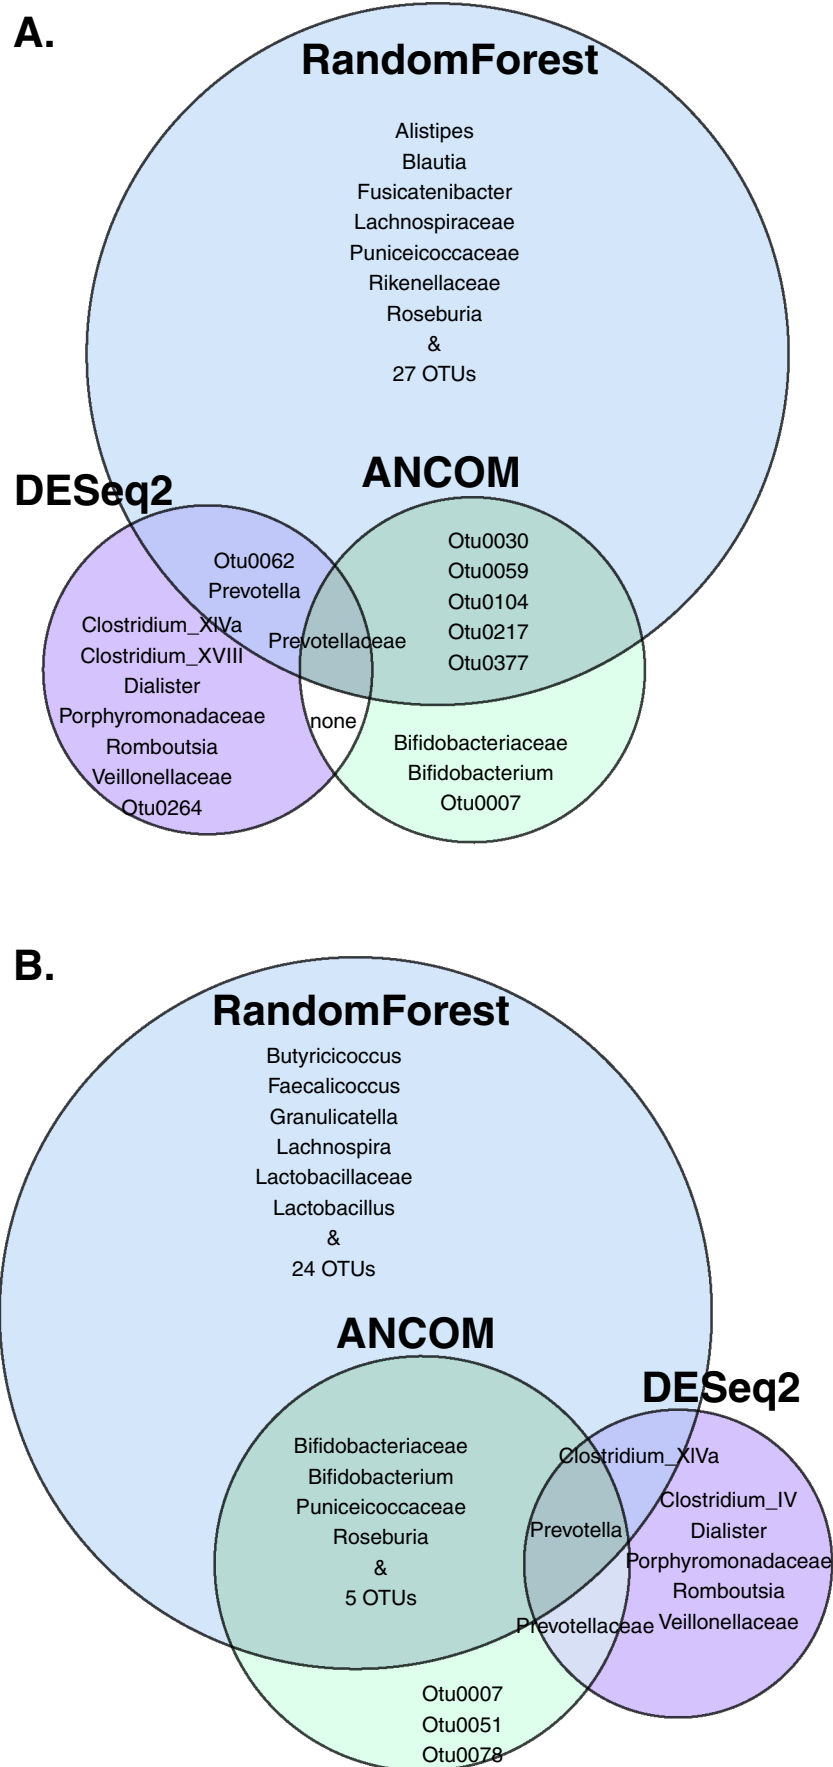 A.
RandomForest
Alistipes
Blautia
Fusicatenibacter
Lachnospiraceae
Puniceicoccaceae
Rikenellaceae
Roseburia
&
27 OTUs
DESeq2
ANCOM
Otu0062
Prevotella
Clostridium_XIVa
Clostridium_XVIII
Dialister
Porphyromonadaceae
Romboutsia
Veillonellaceae
Otu0264
Prevotellaceae
none
Otu0030
Otu0059
Otu0104
Otu0217
Otu0377
Bifidobacteriaceae
Bifidobacterium
Otu0007
B.
RandomForest
Butyricicoccus
Faecalicoccus
Granulicatella
Lachnospira
Lactobacillaceae
Lactobacillus
&
24 OTUs
ANCOM
DESeq2
Bifidobacteriaceae
Bifidobacterium
Puniceicoccaceae
Roseburia
&
5 OTUs
Clostridium_XIVa
Prevotella
Prevotellaceae
Clostridium_IV
Dialister
Porphyromonadaceae
Romboutsia
Veillonellaceae
Otu0007
Otu0051
Otu0078